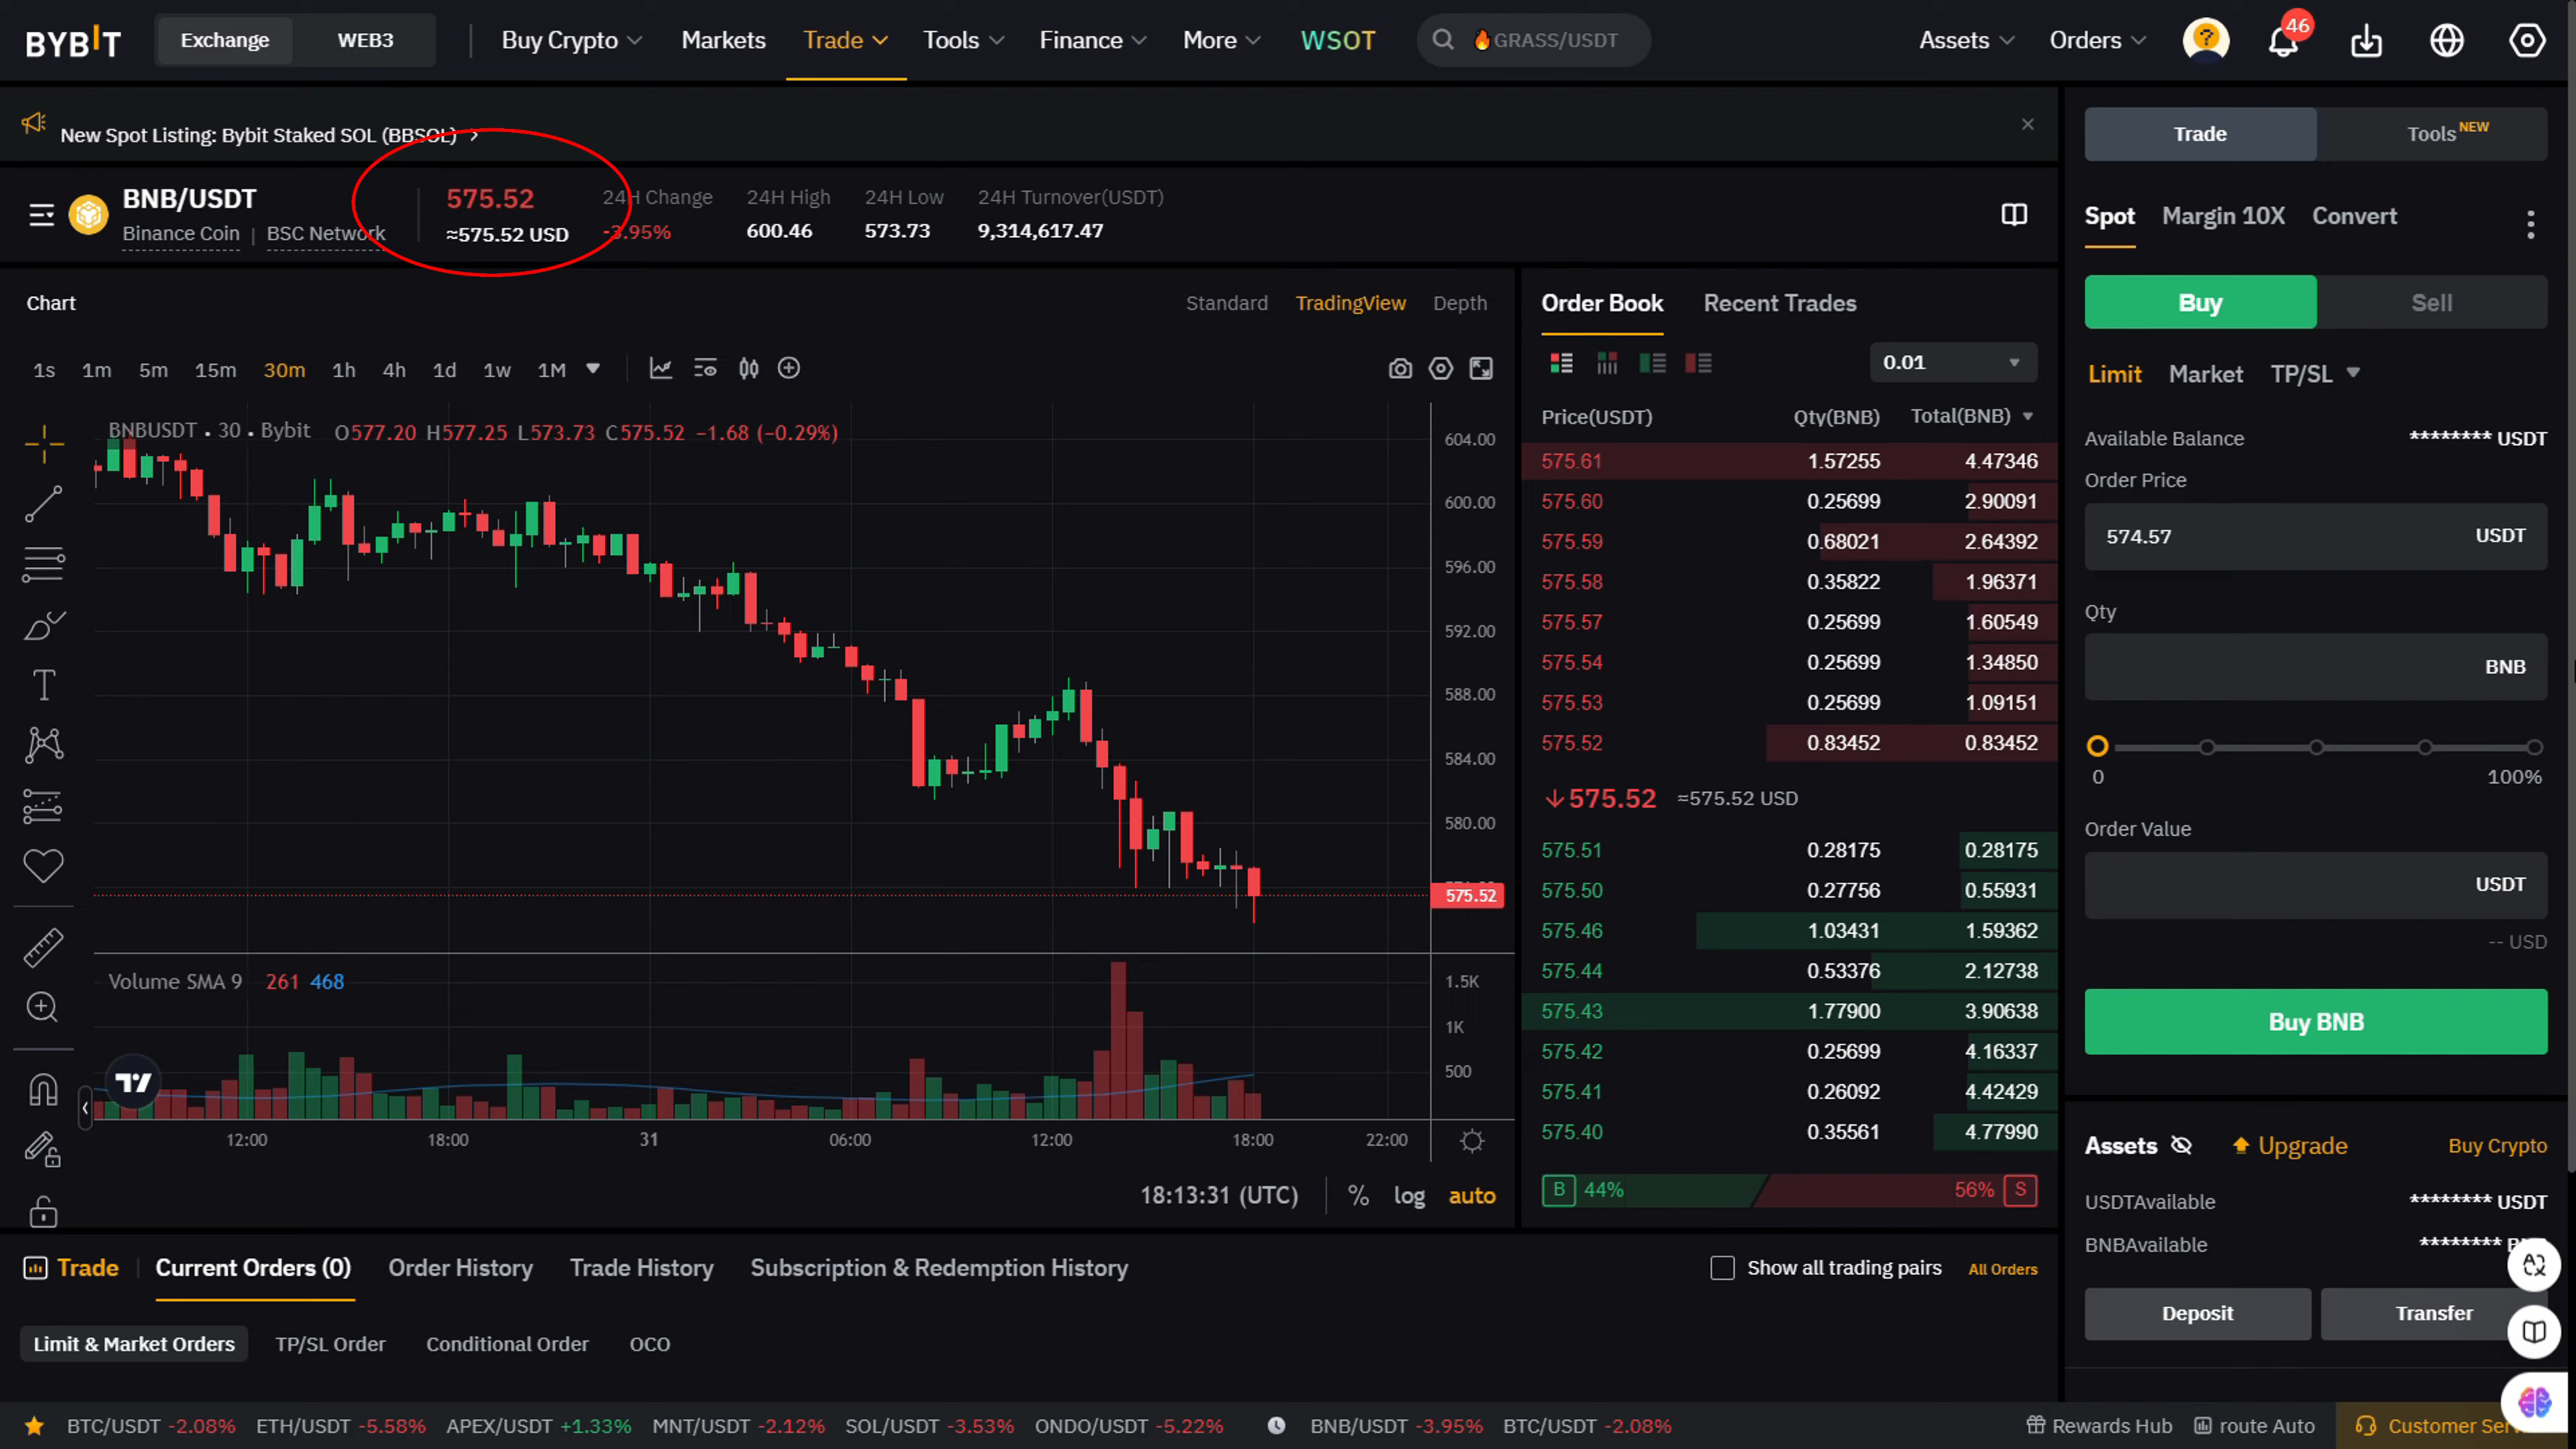 BYBIT Exchange WEB3 Buy Crypto Markets Trade Tools Finance More WSOT GRASS/USDT Assets Orders 46
New Spot Listing: Bybit Staked SOL (BBSOL)
BNB/USDT
Binance Coin | BSC Network
575.52
≈575.52 USD
24H Change
-3.95%
24H High
600.46
24H Low
573.73
24H Turnover(USDT)
9,314,617.47
Chart
Standard TradingView Depth
1s 1m 5m 15m 30m 1h 4h 1d 1w 1M
BNBUSDT • 30 • Bybit O577.20 H577.25 L573.73 C575.52 −1.68 (−0.29%)
604.00
600.00
596.00
592.00
588.00
584.00
580.00
575.52
Volume SMA 9 261 468
1.5K
1K
500
12:00 18:00 31 06:00 12:00 18:00 22:00
18:13:31 (UTC) % log auto
Order Book Recent Trades
0.01
Price(USDT) Qty(BNB) Total(BNB)
575.61 1.57255 4.47346
575.60 0.25699 2.90091
575.59 0.68021 2.64392
575.58 0.35822 1.96371
575.57 0.25699 1.60549
575.54 0.25699 1.34850
575.53 0.25699 1.09151
575.52 0.83452 0.83452
↓575.52 ≈575.52 USD
575.51 0.28175 0.28175
575.50 0.27756 0.55931
575.46 1.03431 1.59362
575.44 0.53376 2.12738
575.43 1.77900 3.90638
575.42 0.25699 4.16337
575.41 0.26092 4.42429
575.40 0.35561 4.77990
B 44% 56% S
Trade Tools NEW
Spot Margin 10X Convert
Buy Sell
Limit Market TP/SL
Available Balance ******** USDT
Order Price
574.57 USDT
Qty
BNB
0 100%
Order Value
USDT
-- USD
Buy BNB
Assets Upgrade Buy Crypto
USDTAvailable ******** USDT
BNBAvailable ********
Deposit Transfer
Trade Current Orders (0) Order History Trade History Subscription & Redemption History
Show all trading pairs All Orders
Limit & Market Orders TP/SL Order Conditional Order OCO
BTC/USDT -2.08% ETH/USDT -5.58% APEX/USDT +1.33% MNT/USDT -2.12% SOL/USDT -3.53% ONDO/USDT -5.22% BNB/USDT -3.95% BTC/USDT -2.08% Rewards Hub route Auto Customer